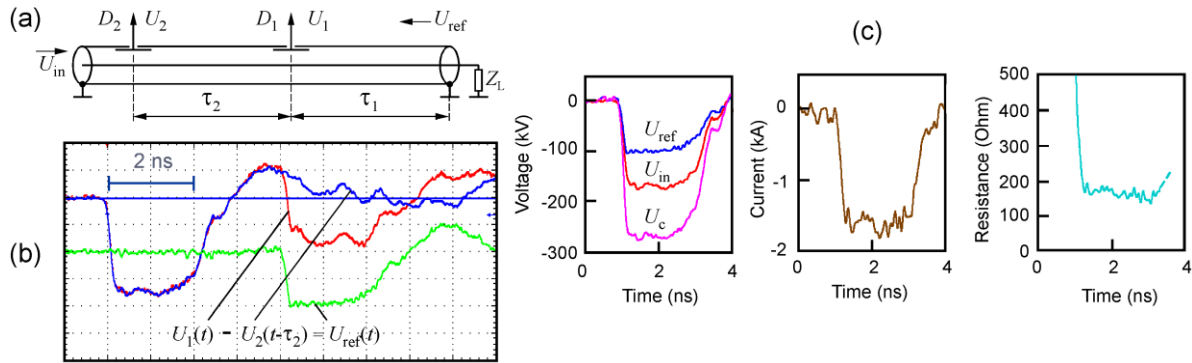 (a)
D2 U2 D1 U1 Uref
Uin
ZL
τ2 τ1
(b)
2 ns
U1(t) - U2(t-τ2) = Uref(t)
(c)
Voltage (kV)
0
-100
-200
-300
Uref
Uin
Uc
0 2 4
Time (ns)
Current (kA)
0
-1
-2
0 2 4
Time (ns)
Resistance (Ohm)
500
400
300
200
100
0 2 4
Time (ns)